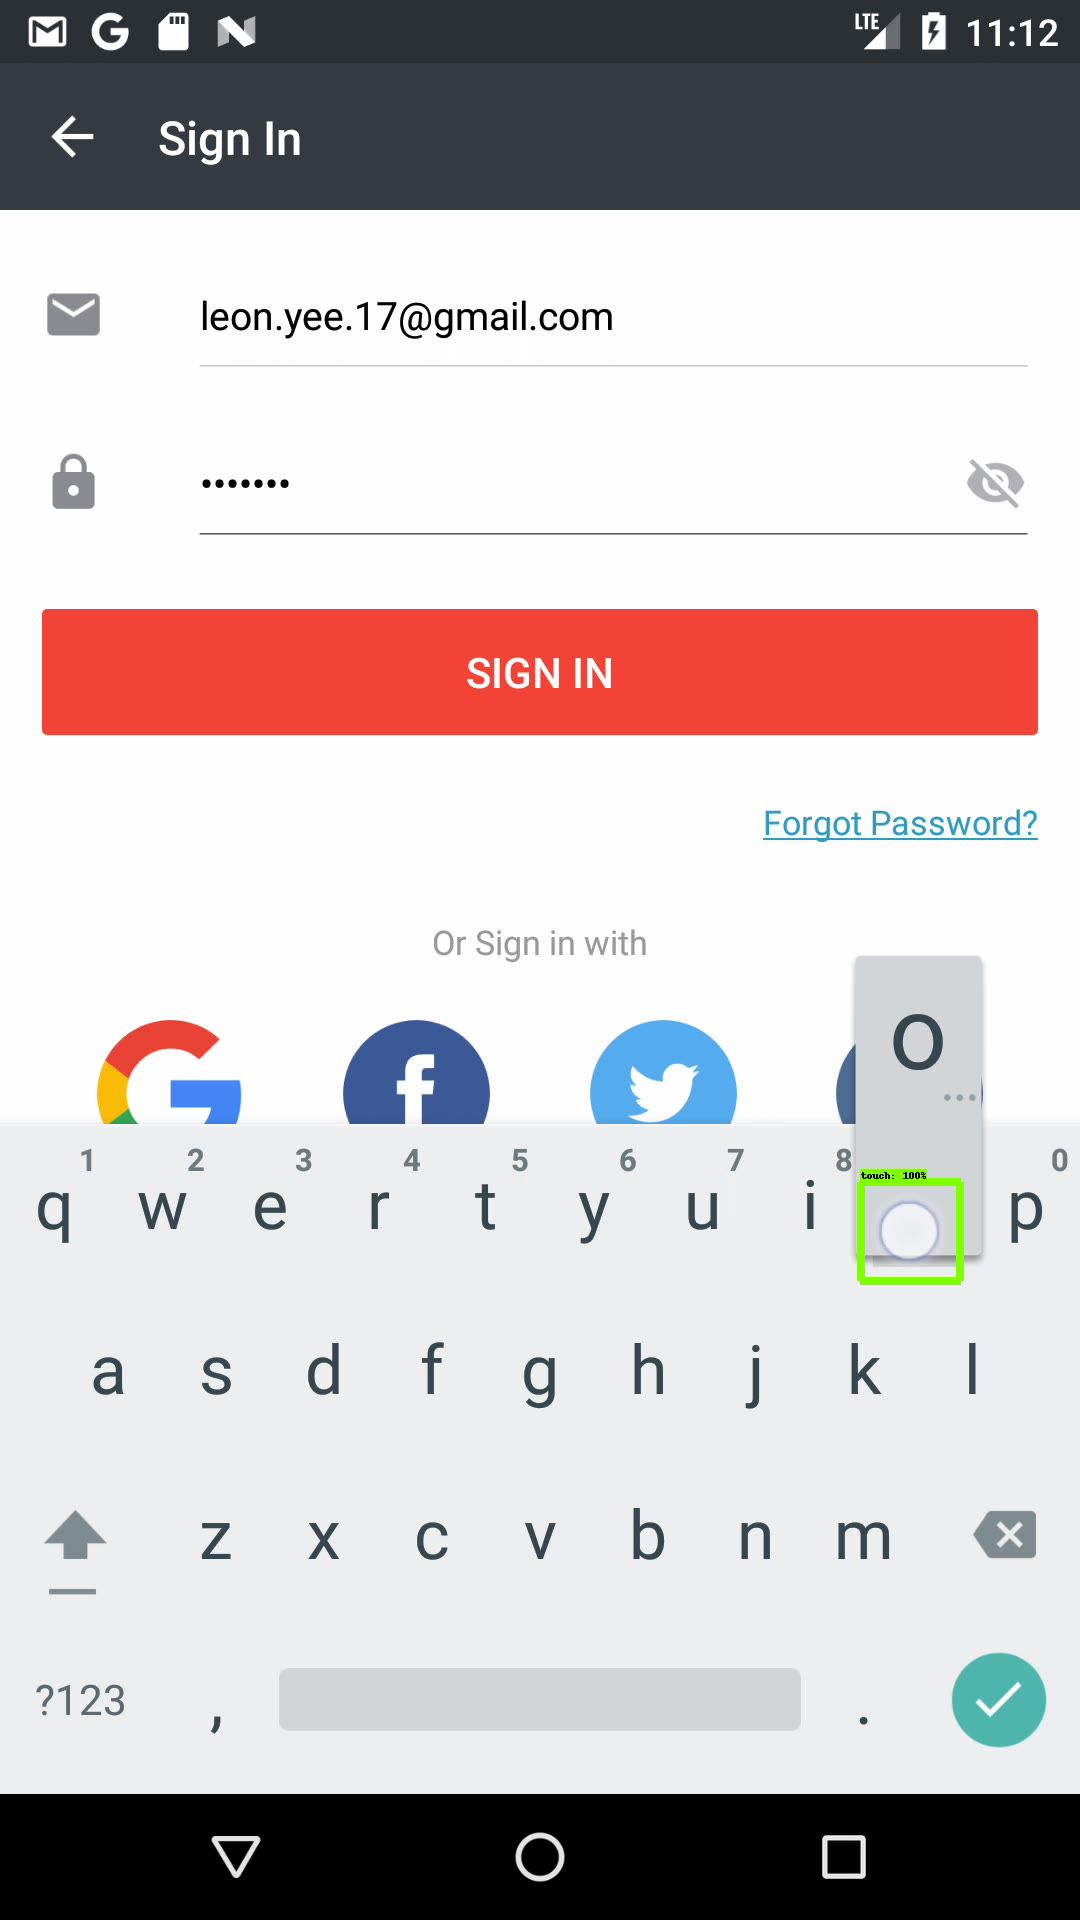 LTE 11:12
Sign In
leon.yee.17@gmail.com
•••••••
SIGN IN
Forgot Password?
Or Sign in with
o
...
1 2 3 4 5 6 7 8 0
touch: 100%
q w e r t y u i p
a s d f g h j k l
z x c v b n m
?123 , .